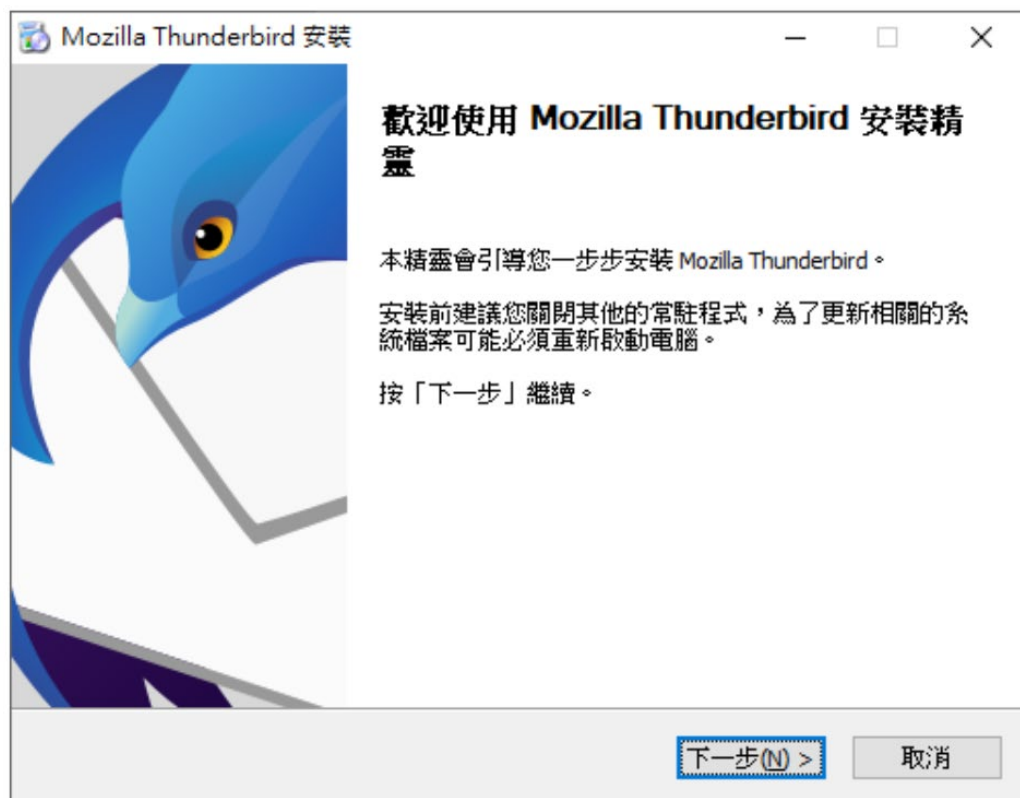 Mozilla Thunderbird 安裝
歡迎使用 Mozilla Thunderbird 安裝精
靈
本精靈會引導您一步步安裝 Mozilla Thunderbird。
安裝前建議您關閉其他的常駐程式，為了更新相關的系
統檔案可能必須重新啟動電腦。
按「下一步」繼續。
下一步(N) >
取消